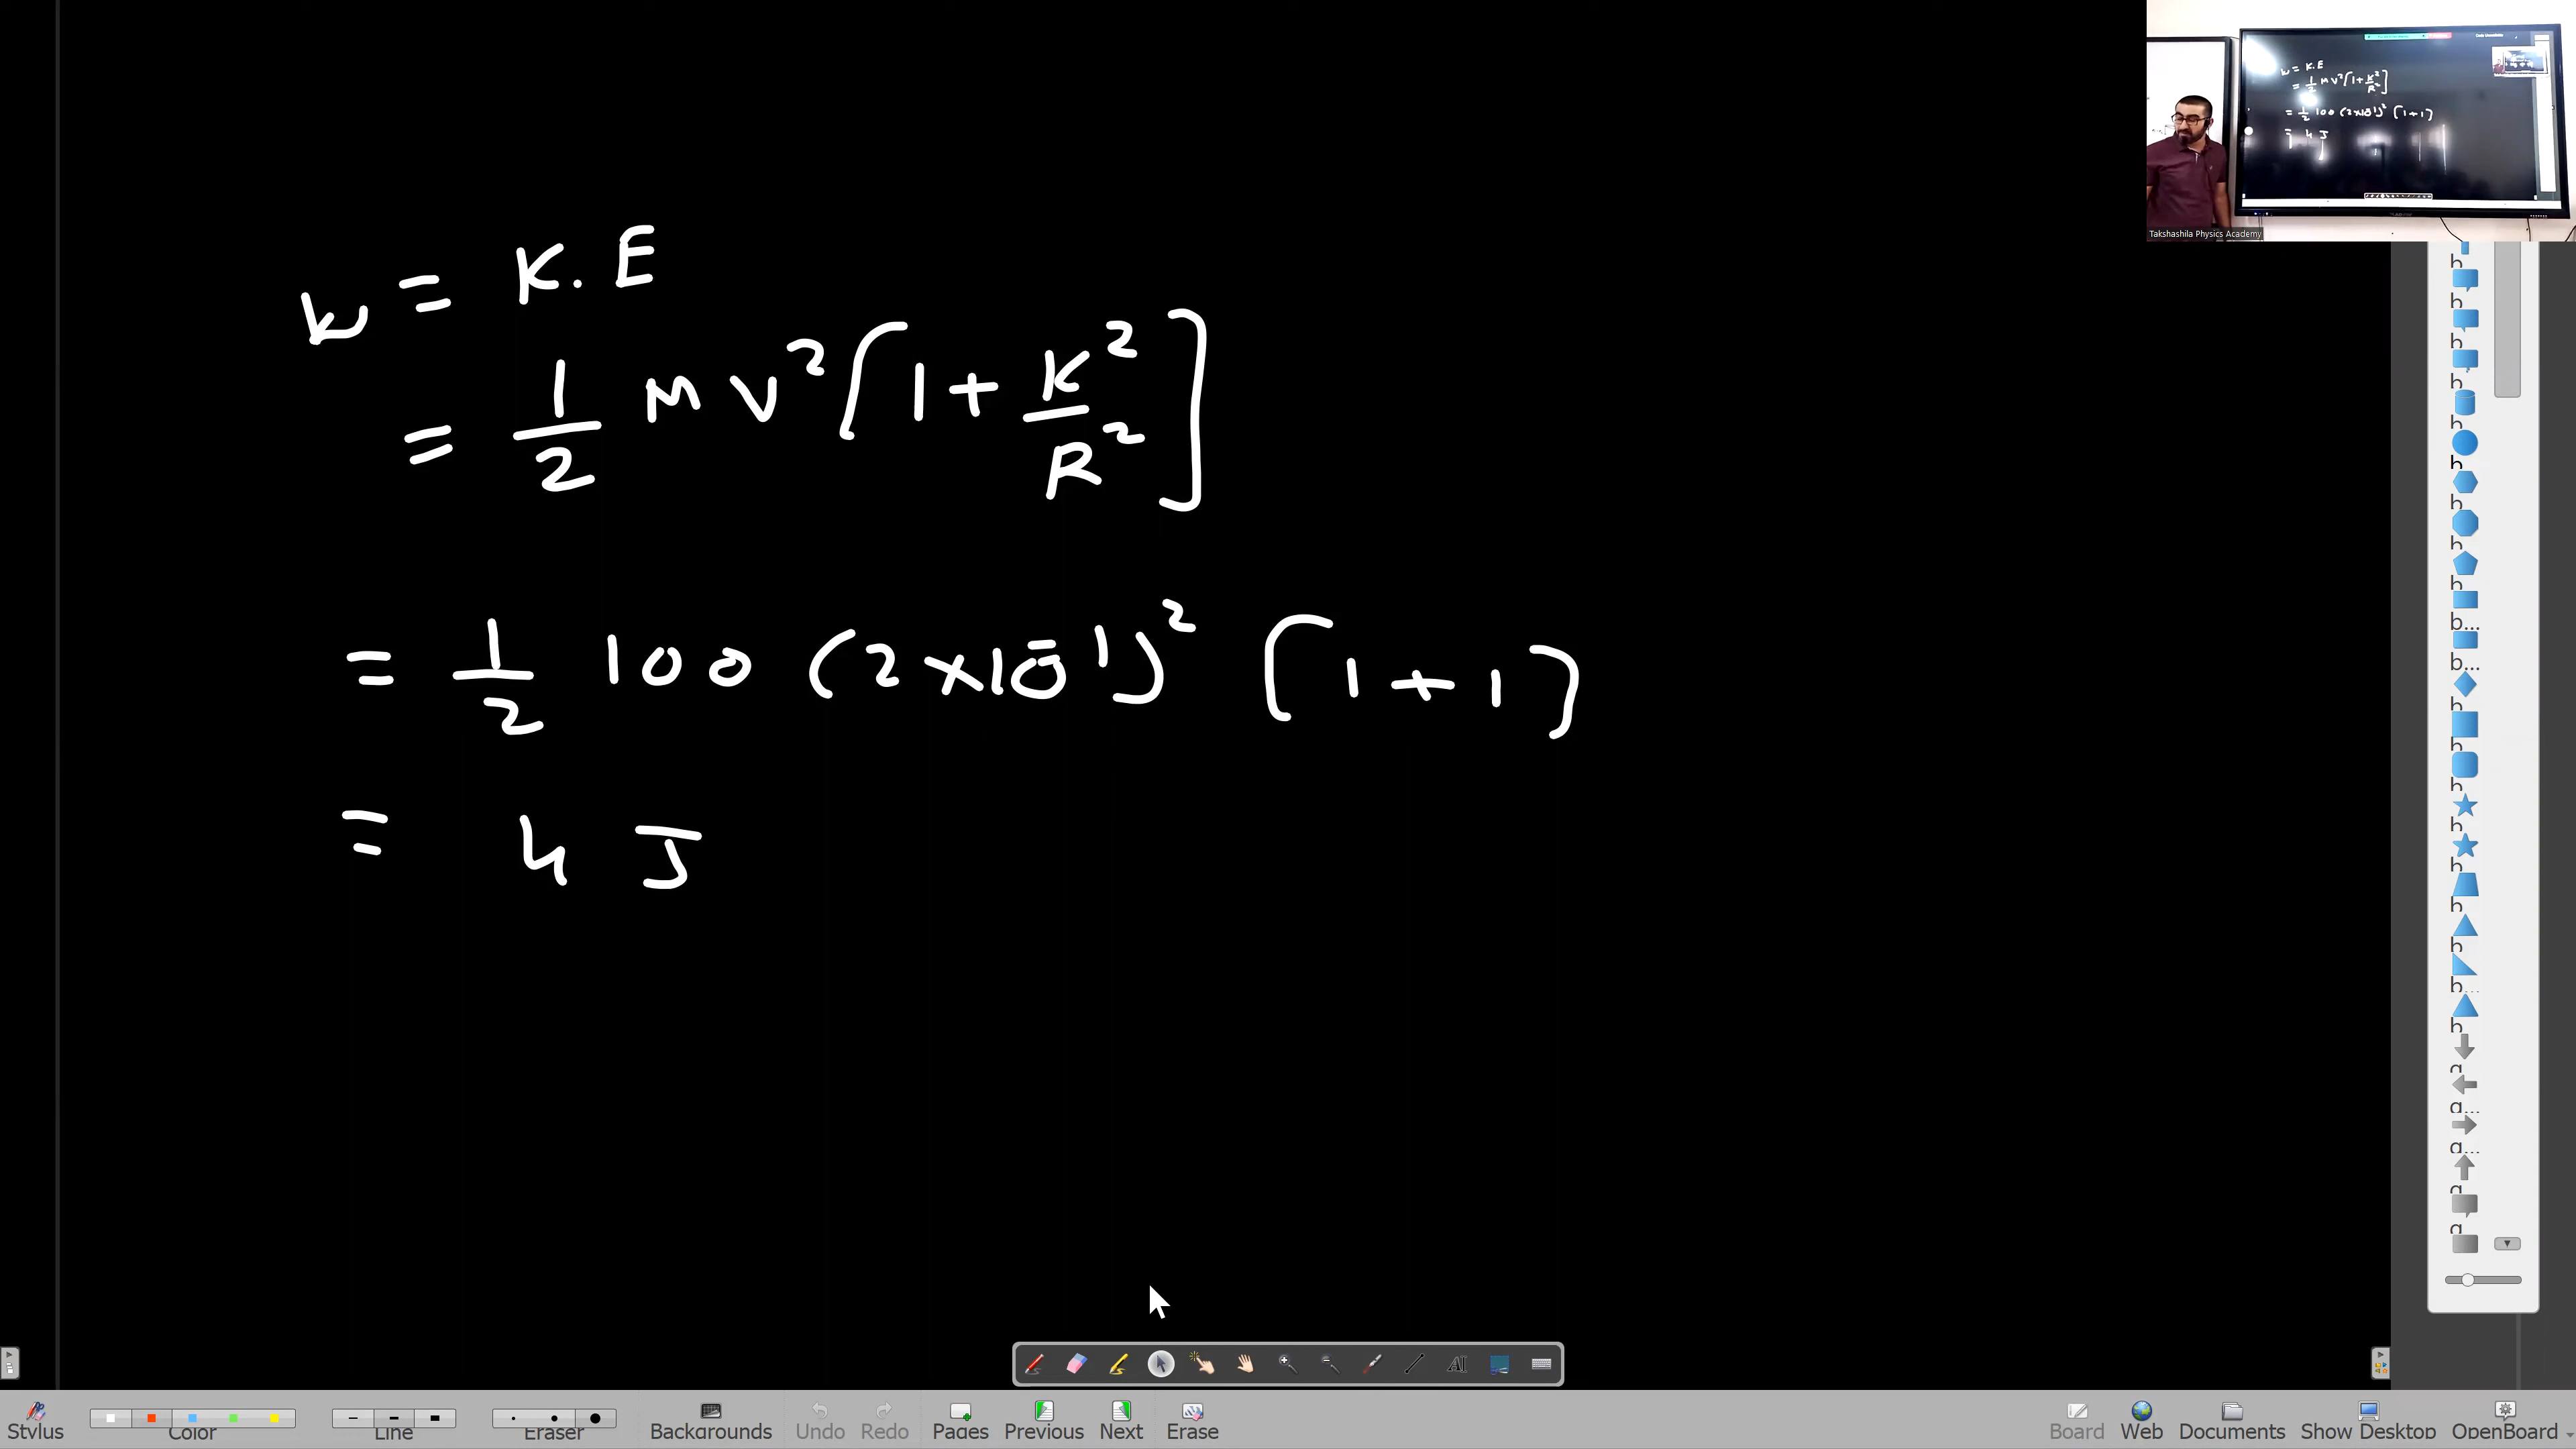 W = K.E
= 1/2 M V² [1 + K²/R²]
= 1/2 100 (2×10⁻¹)² [1 + 1]
= 4 J
Takshashila Physics Academy
b
b
b
b
b
b
b
b
b
b...
b...
b
b
b
b
b
b
b
b...
b
a
a...
a...
a
a
Stylus
Color
Line
Eraser
Backgrounds
Undo
Redo
Pages
Previous
Next
Erase
Board
Web
Documents
Show Desktop
OpenBoard